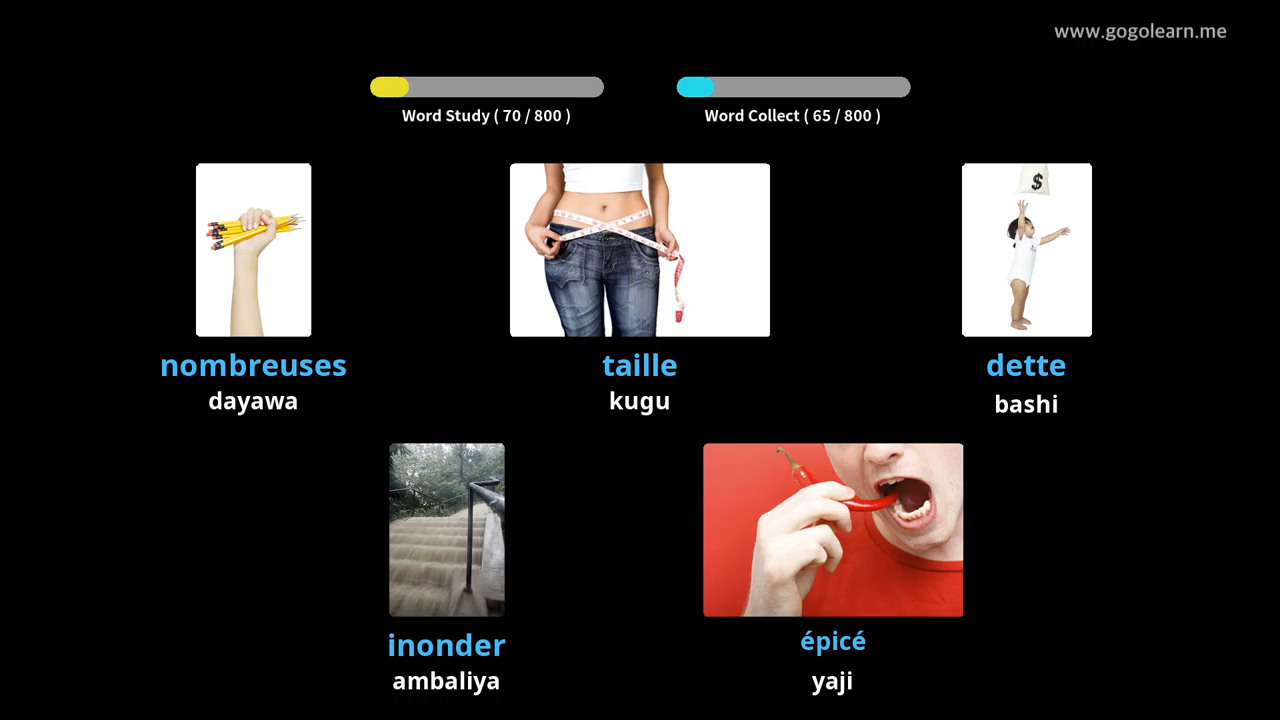 www.gogolearn.me
Word Study ( 70 / 800 )
Word Collect ( 65 / 800 )
$
nombreuses
dayawa
taille
kugu
dette
bashi
inonder
ambaliya
épicé
yaji